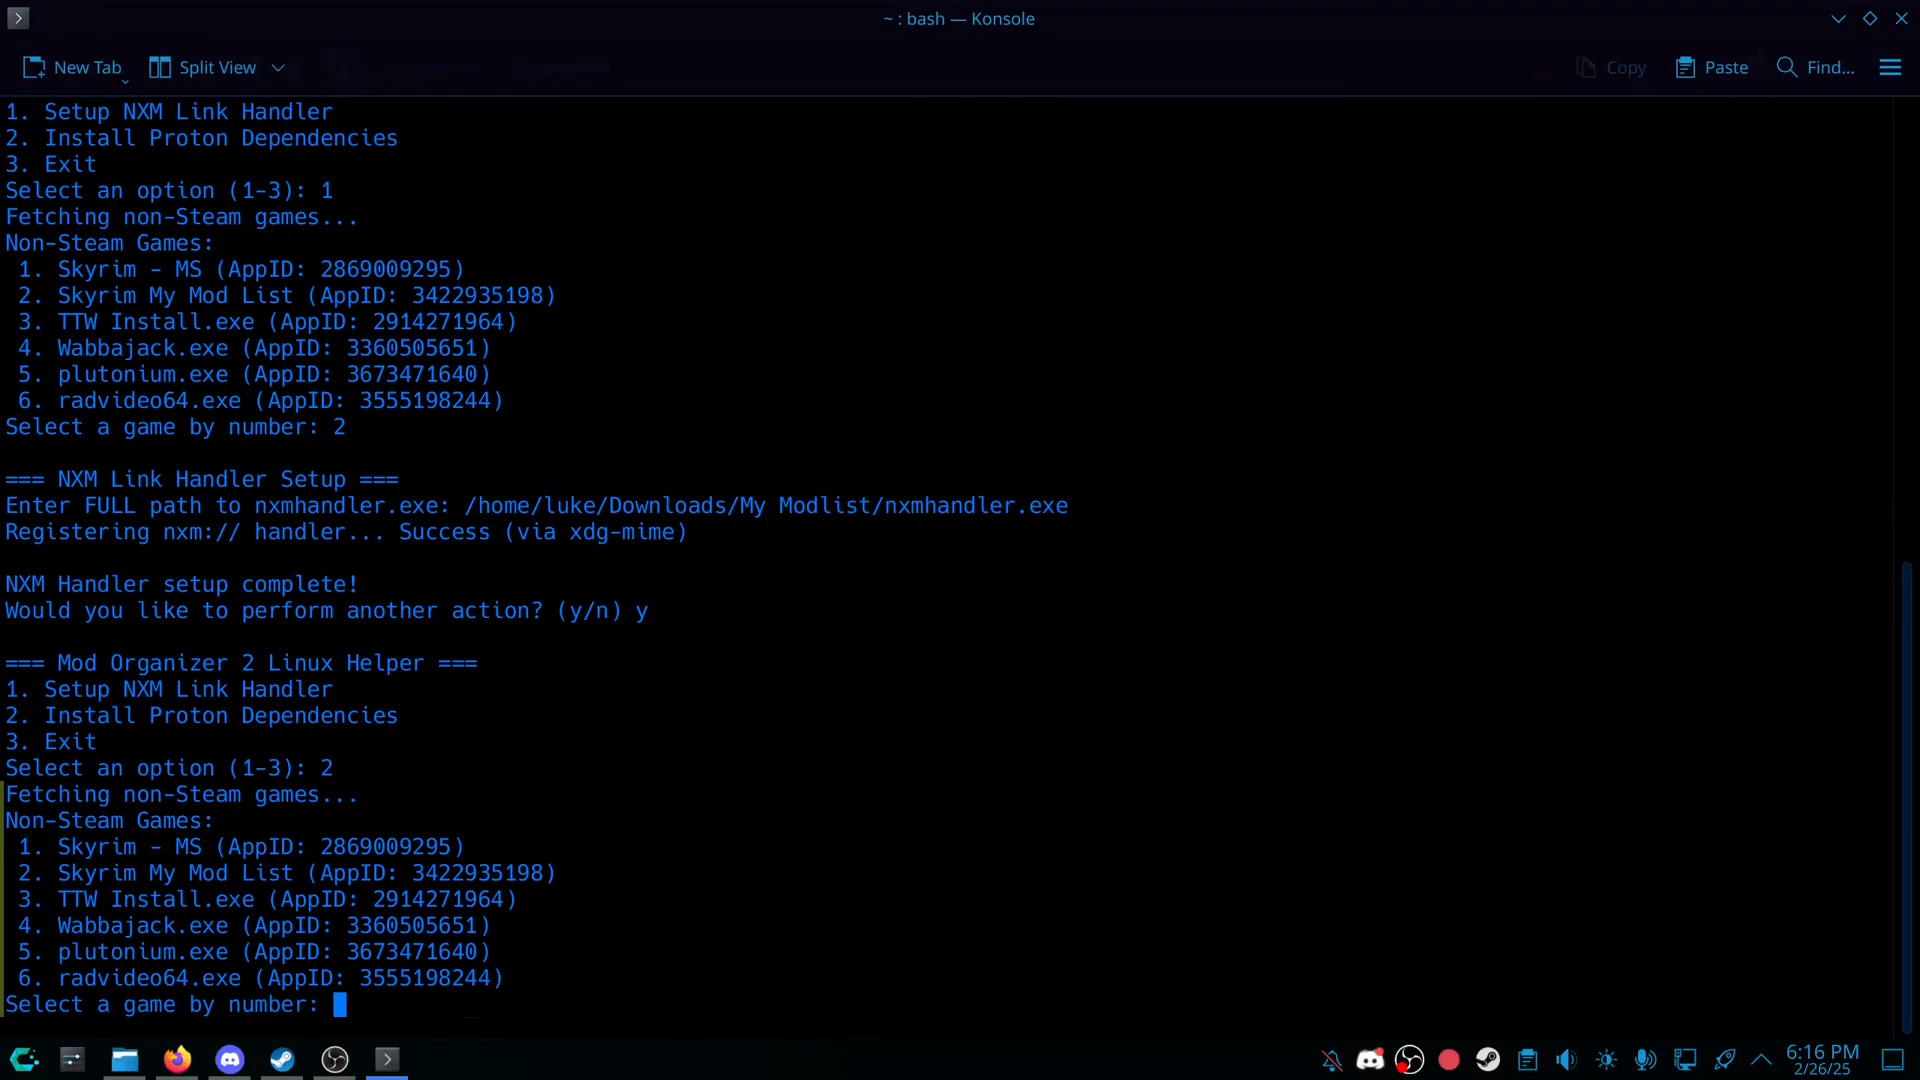 ~ : bash — Konsole
New Tab
Split View
Copy
Paste
Find...
1. Setup NXM Link Handler
2. Install Proton Dependencies
3. Exit
Select an option (1-3): 1
Fetching non-Steam games...
Non-Steam Games:
1. Skyrim - MS (AppID: 2869009295)
2. Skyrim My Mod List (AppID: 3422935198)
3. TTW Install.exe (AppID: 2914271964)
4. Wabbajack.exe (AppID: 3360505651)
5. plutonium.exe (AppID: 3673471640)
6. radvideo64.exe (AppID: 3555198244)
Select a game by number: 2
=== NXM Link Handler Setup ===
Enter FULL path to nxmhandler.exe: /home/luke/Downloads/My Modlist/nxmhandler.exe
Registering nxm:// handler... Success (via xdg-mime)
NXM Handler setup complete!
Would you like to perform another action? (y/n) y
=== Mod Organizer 2 Linux Helper ===
1. Setup NXM Link Handler
2. Install Proton Dependencies
3. Exit
Select an option (1-3): 2
Fetching non-Steam games...
Non-Steam Games:
1. Skyrim - MS (AppID: 2869009295)
2. Skyrim My Mod List (AppID: 3422935198)
3. TTW Install.exe (AppID: 2914271964)
4. Wabbajack.exe (AppID: 3360505651)
5. plutonium.exe (AppID: 3673471640)
6. radvideo64.exe (AppID: 3555198244)
Select a game by number:
6:16 PM
2/26/25